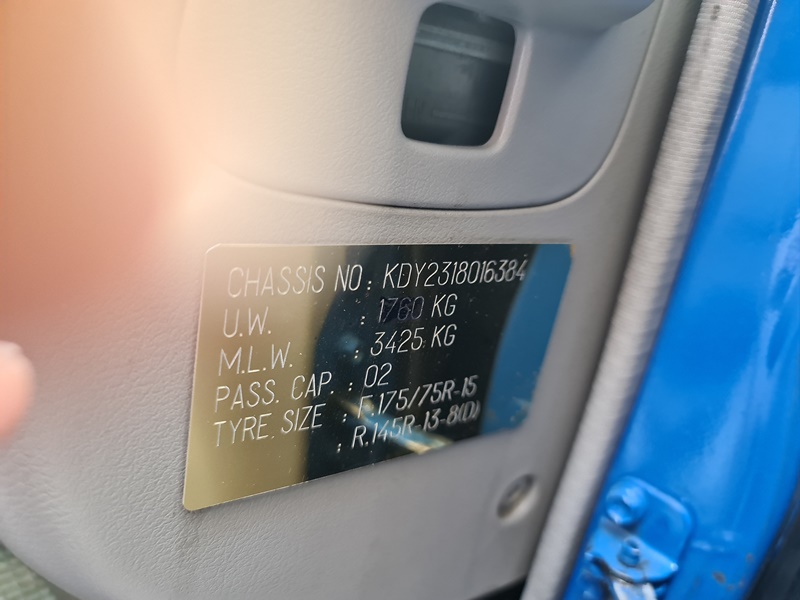 CHASSIS NO : KDY2318016384
U.W. : 1760 KG
M.L.W. : 3425 KG
PASS. CAP. : 02
TYRE SIZE : F.175/75R-15
: R.145R-13-8(D)